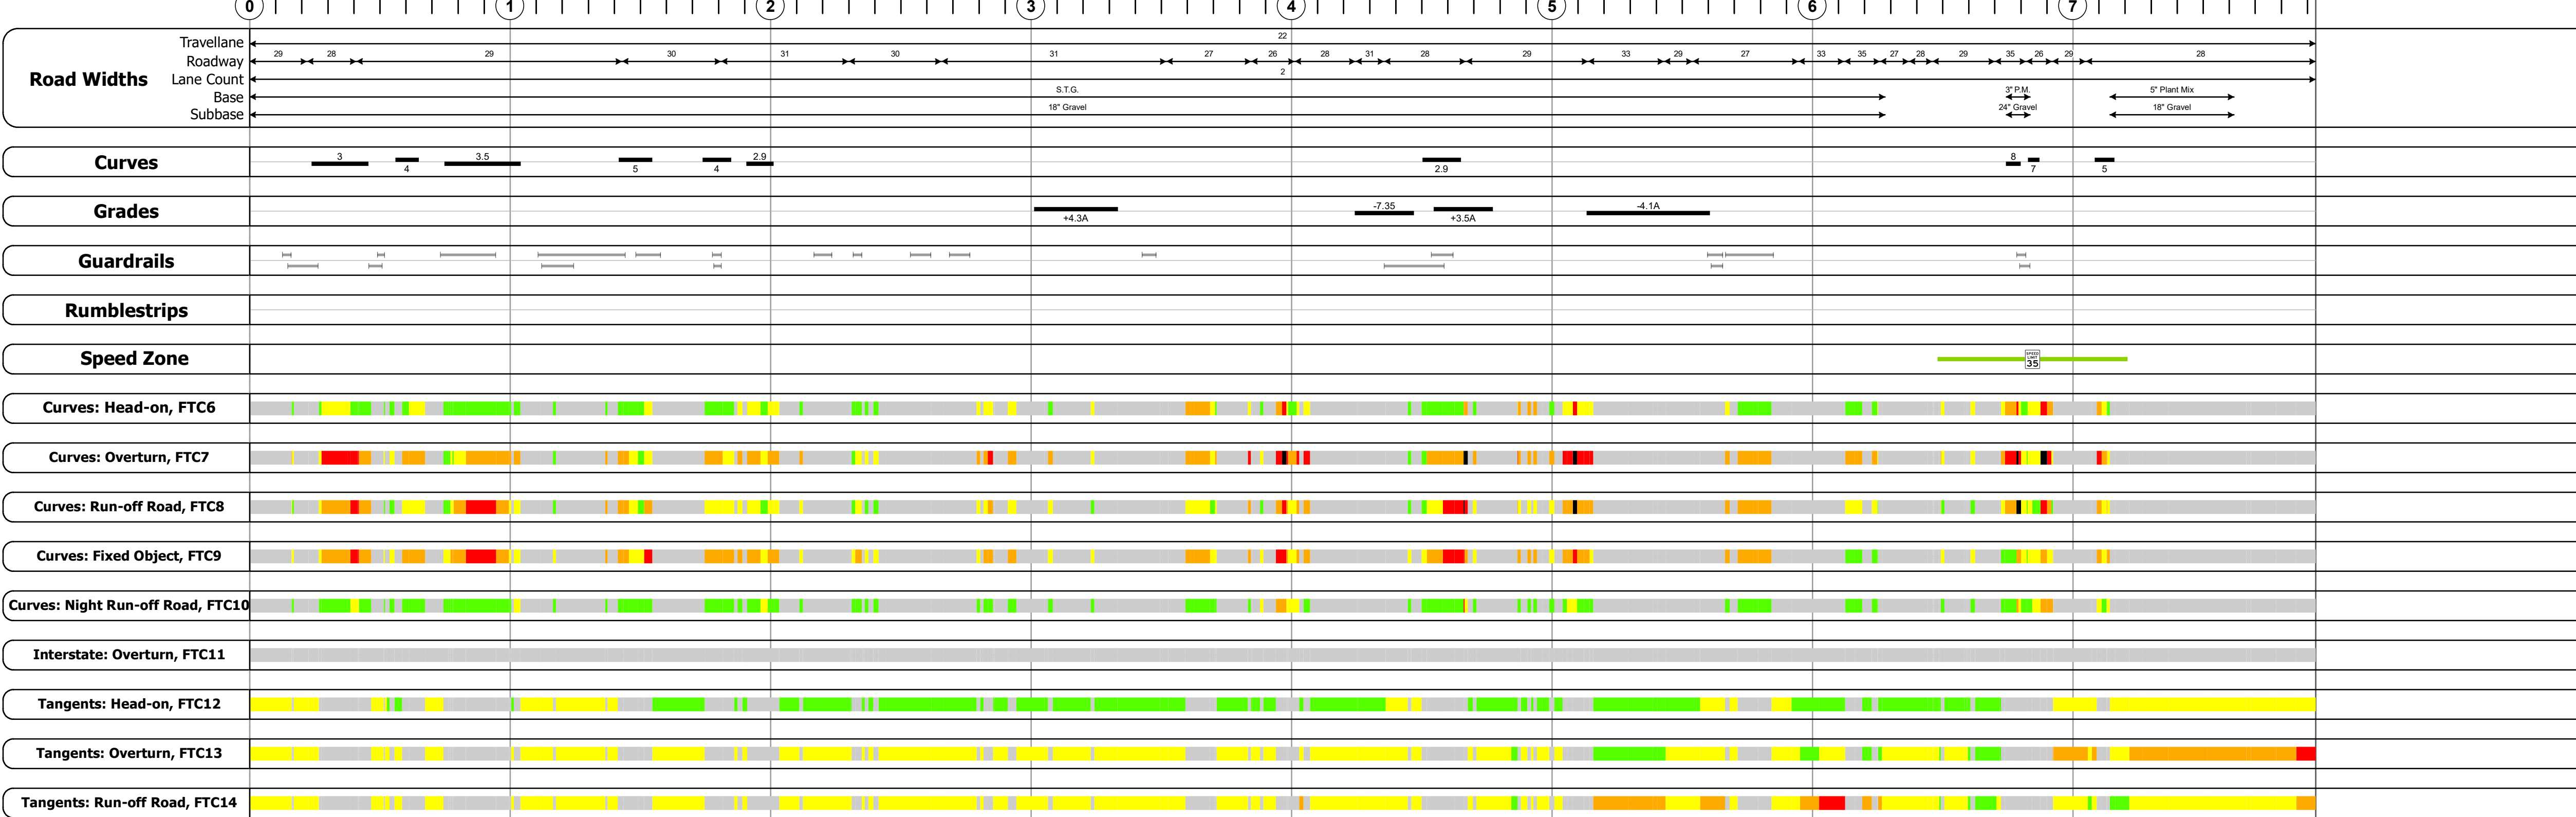 0 1 2 3 4 5 6 7
Travellane 22
29 28 29 30 31 30 31 27 26 28 31 28 29 33 29 27 33 35 27 28 29 35 26 29 28
Roadway
Road Widths
Lane Count 2
Base S.T.G. 3" P.M. 5" Plant Mix
Subbase 18" Gravel 24" Gravel 18" Gravel
3 3.5 2.9 8
Curves
4 5 4 2.9 7 5
-7.35 -4.1A
Grades
+4.3A +3.5A
Guardrails
Rumblestrips
Speed Zone
SPEED
LIMIT
35
Curves: Head-on, FTC6
Curves: Overturn, FTC7
Curves: Run-off Road, FTC8
Curves: Fixed Object, FTC9
Curves: Night Run-off Road, FTC10
Interstate: Overturn, FTC11
Tangents: Head-on, FTC12
Tangents: Overturn, FTC13
Tangents: Run-off Road, FTC14